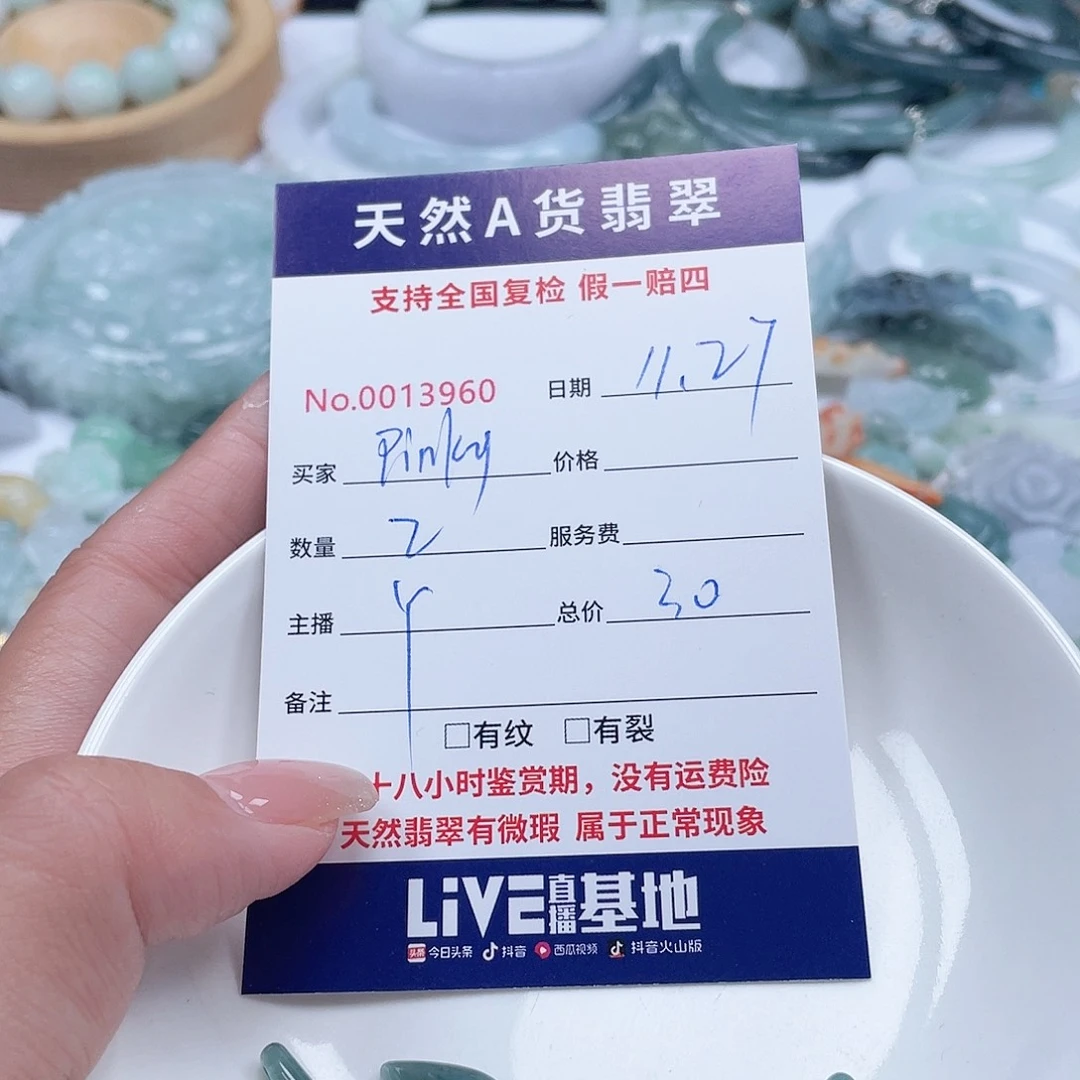 天然A货翡翠
支持全国复检 假一赔四
No.0013960 日期 11.27
买家 Pinky 价格
数量 2 服务费
主播 Y 总价 30
备注
□有纹 □有裂
十八小时鉴赏期，没有运费险
天然翡翠有微瑕 属于正常现象
LiVE直播基地
头条 今日头条 抖音 西瓜视频 抖音火山版